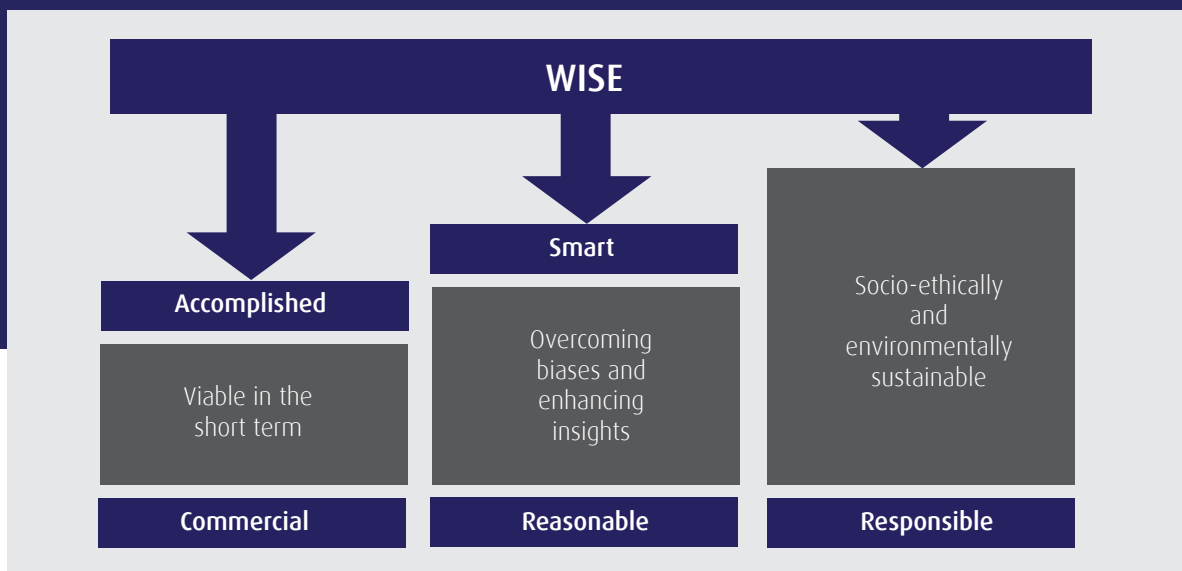 WISE
Accomplished
Viable in the
short term
Commercial
Smart
Overcoming
biases and
enhancing
insights
Reasonable
Socio-ethically
and
environmentally
sustainable
Responsible